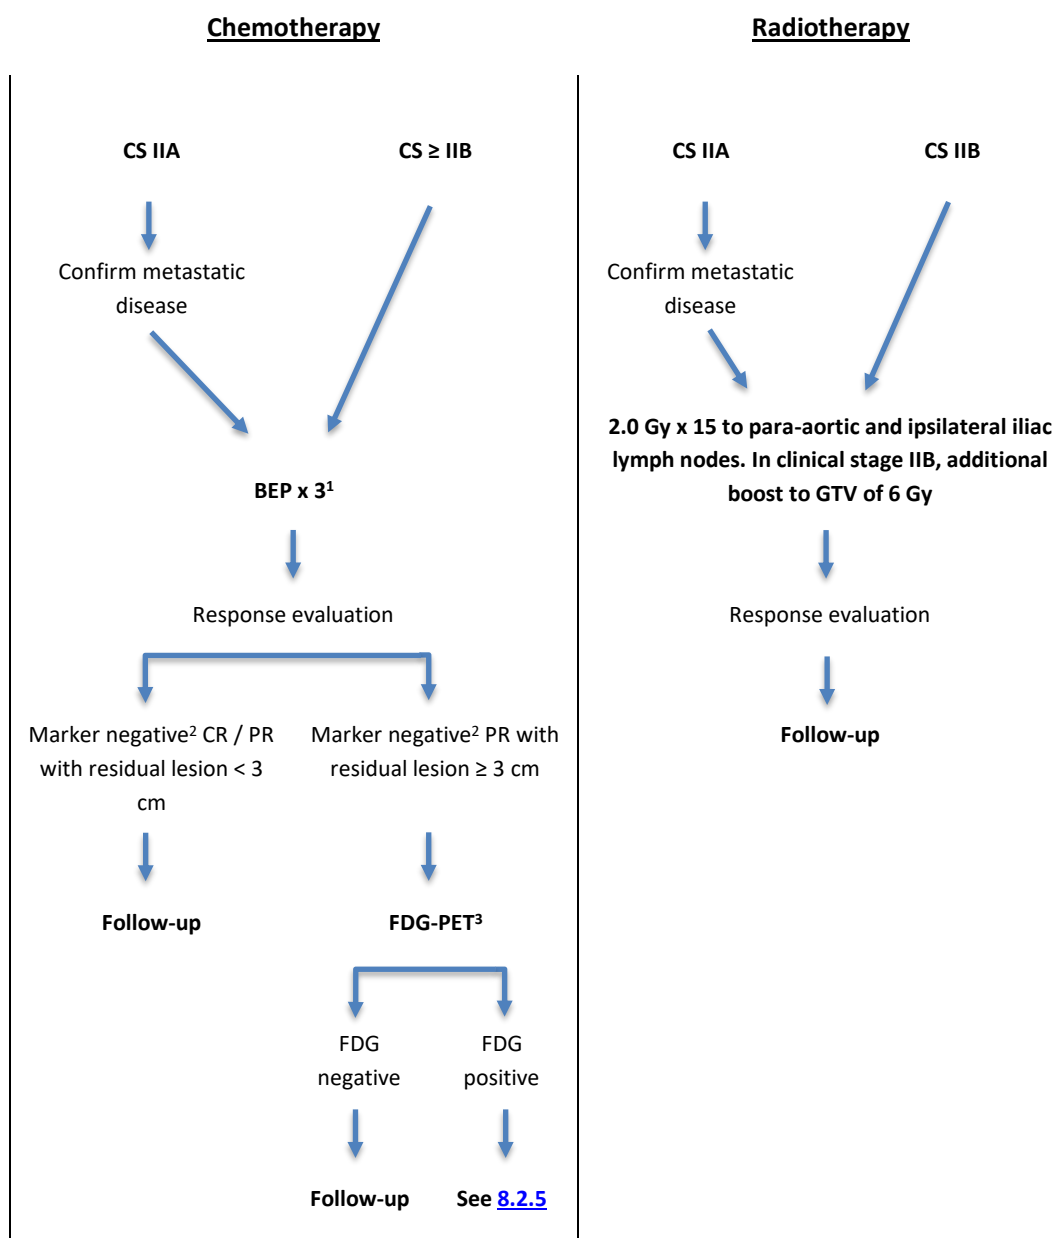 Chemotherapy
CS IIA
CS ≥ IIB
Confirm metastatic
disease
BEP x 3¹
Response evaluation
Marker negative² CR / PR
with residual lesion < 3
cm
Marker negative² PR with
residual lesion ≥ 3 cm
Follow-up
FDG-PET³
FDG
negative
FDG
positive
Follow-up
See 8.2.5
Radiotherapy
CS IIA
CS IIB
Confirm metastatic
disease
2.0 Gy x 15 to para-aortic and ipsilateral iliac
lymph nodes. In clinical stage IIB, additional
boost to GTV of 6 Gy
Response evaluation
Follow-up